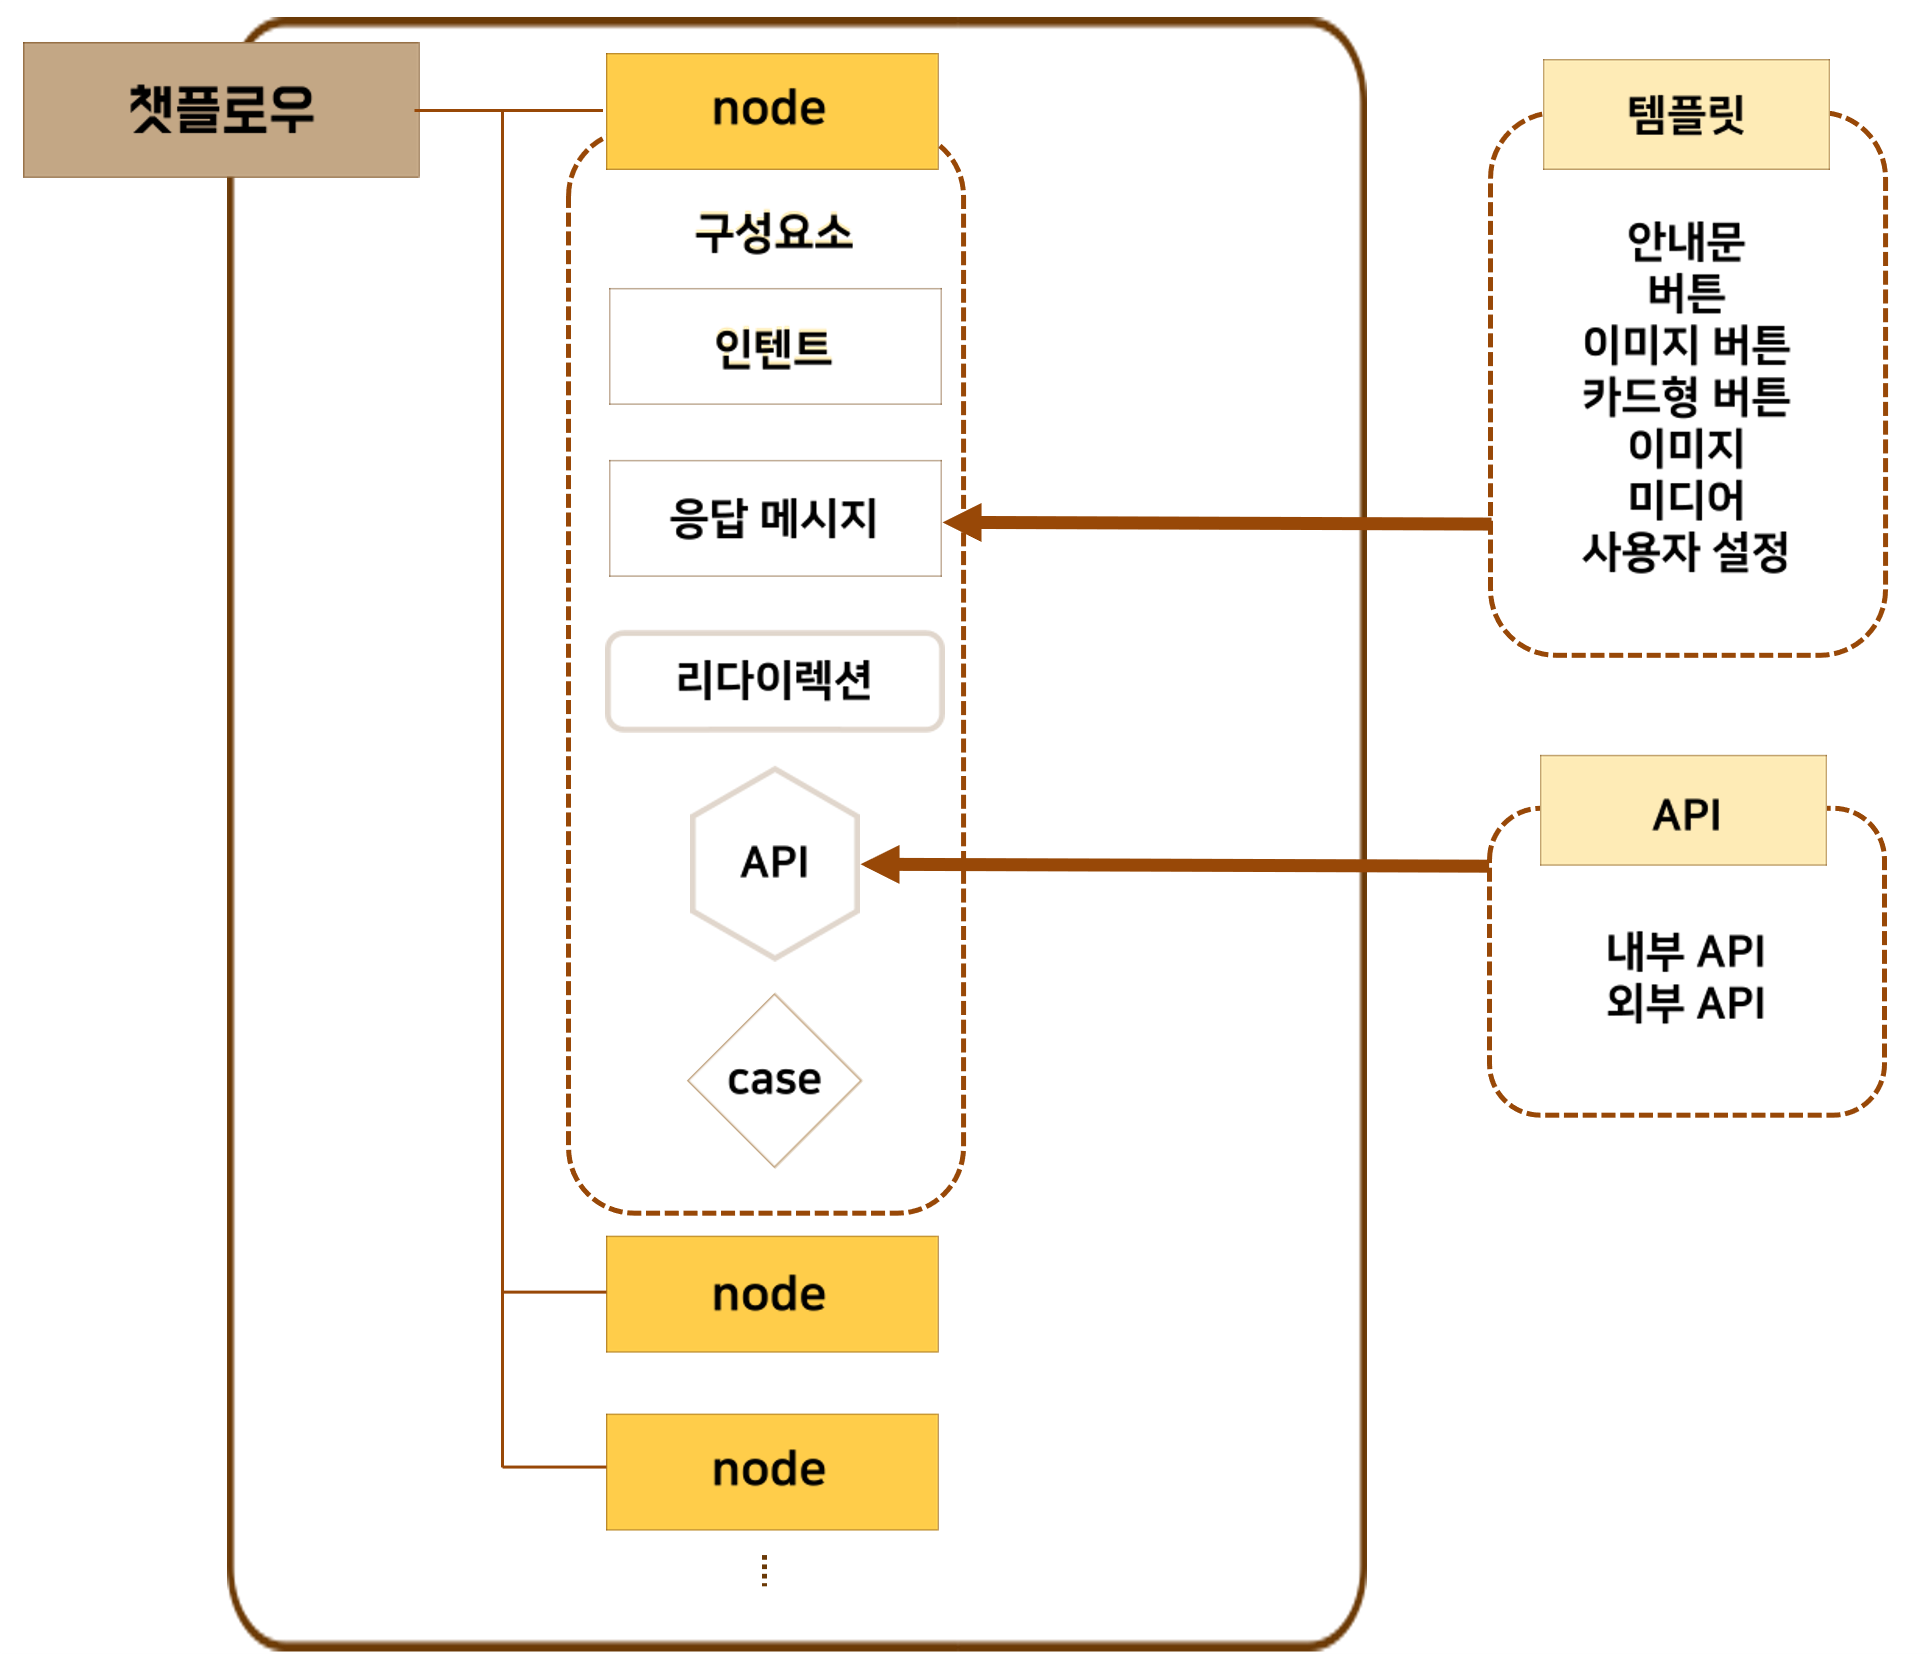 챗플로우
node
구성요소
인텐트
응답 메시지
리다이렉션
API
case
node
node
템플릿
안내문
버튼
이미지 버튼
카드형 버튼
이미지
미디어
사용자 설정
API
내부 API
외부 API